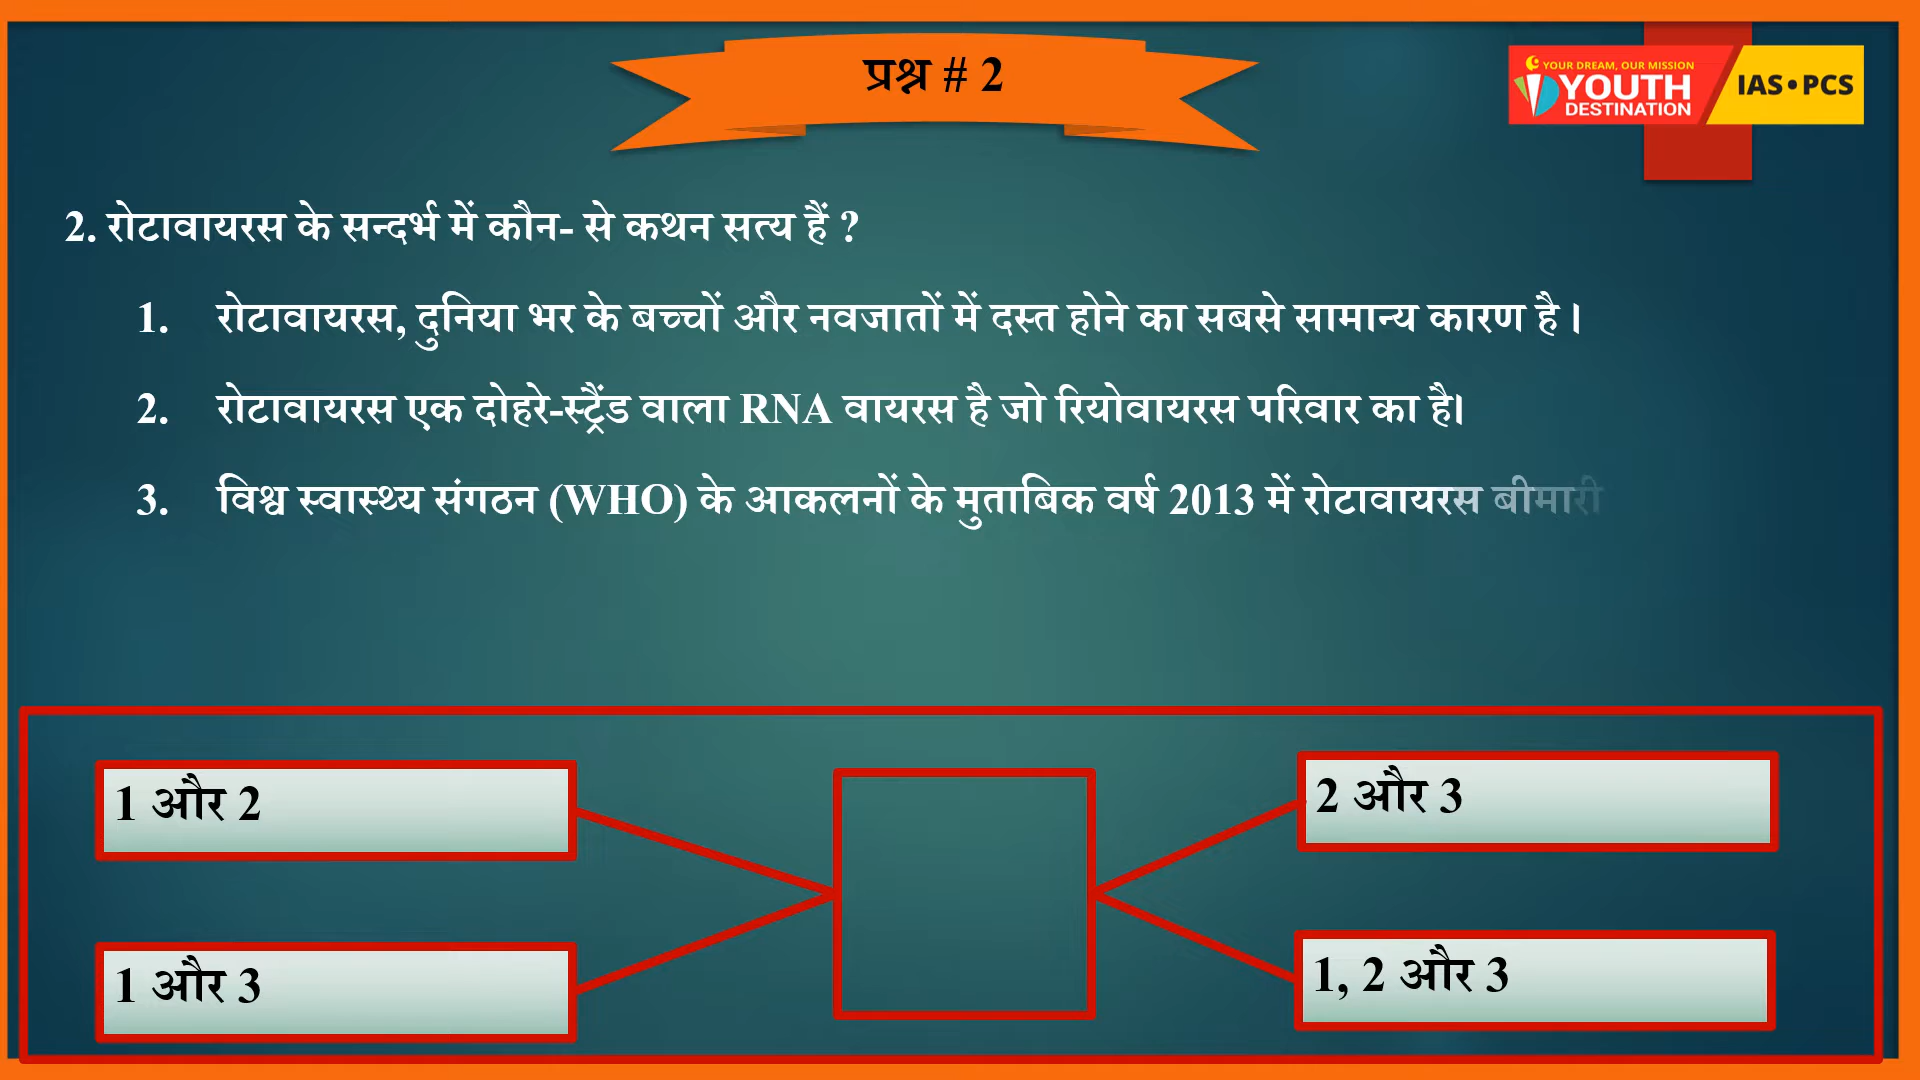 प्रश्न # 2
YOUR DREAM, OUR MISSION
YOUTH
DESTINATION
IAS•PCS
2. रोटावायरस के सन्दर्भ में कौन- से कथन सत्य हैं ?
1. रोटावायरस, दुनिया भर के बच्चों और नवजातों में दस्त होने का सबसे सामान्य कारण है ।
2. रोटावायरस एक दोहरे-स्ट्रैंड वाला RNA वायरस है जो रियोवायरस परिवार का है।
3. विश्व स्वास्थ्य संगठन (WHO) के आकलनों के मुताबिक वर्ष 2013 में रोटावायरस बीमारी
1 और 2
2 और 3
1 और 3
1, 2 और 3